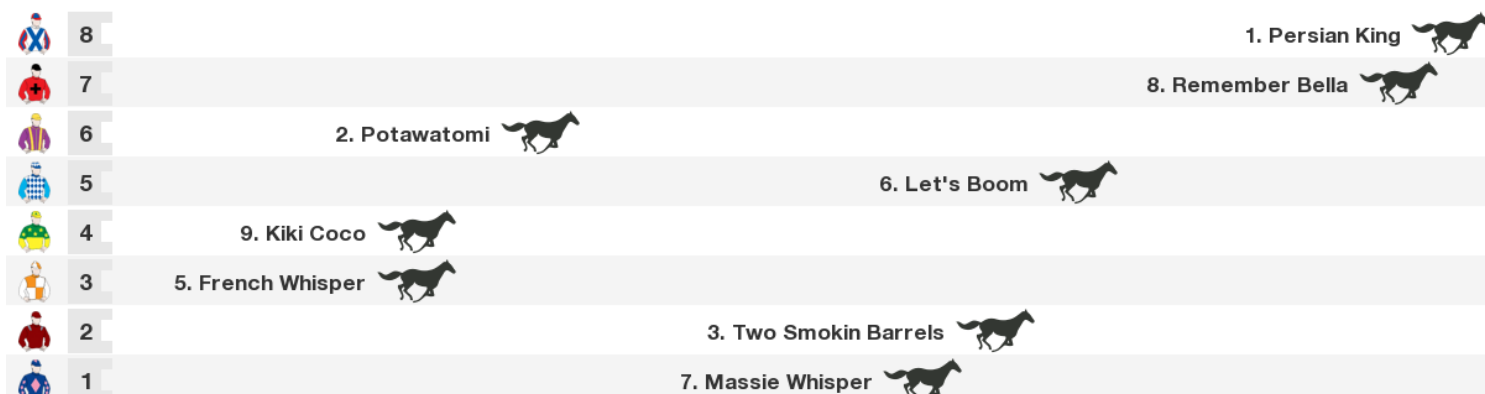 8 1. Persian King
7 8. Remember Bella
6 2. Potawatomi
5 6. Let's Boom
4 9. Kiki Coco
3 5. French Whisper
2 3. Two Smokin Barrels
1 7. Massie Whisper